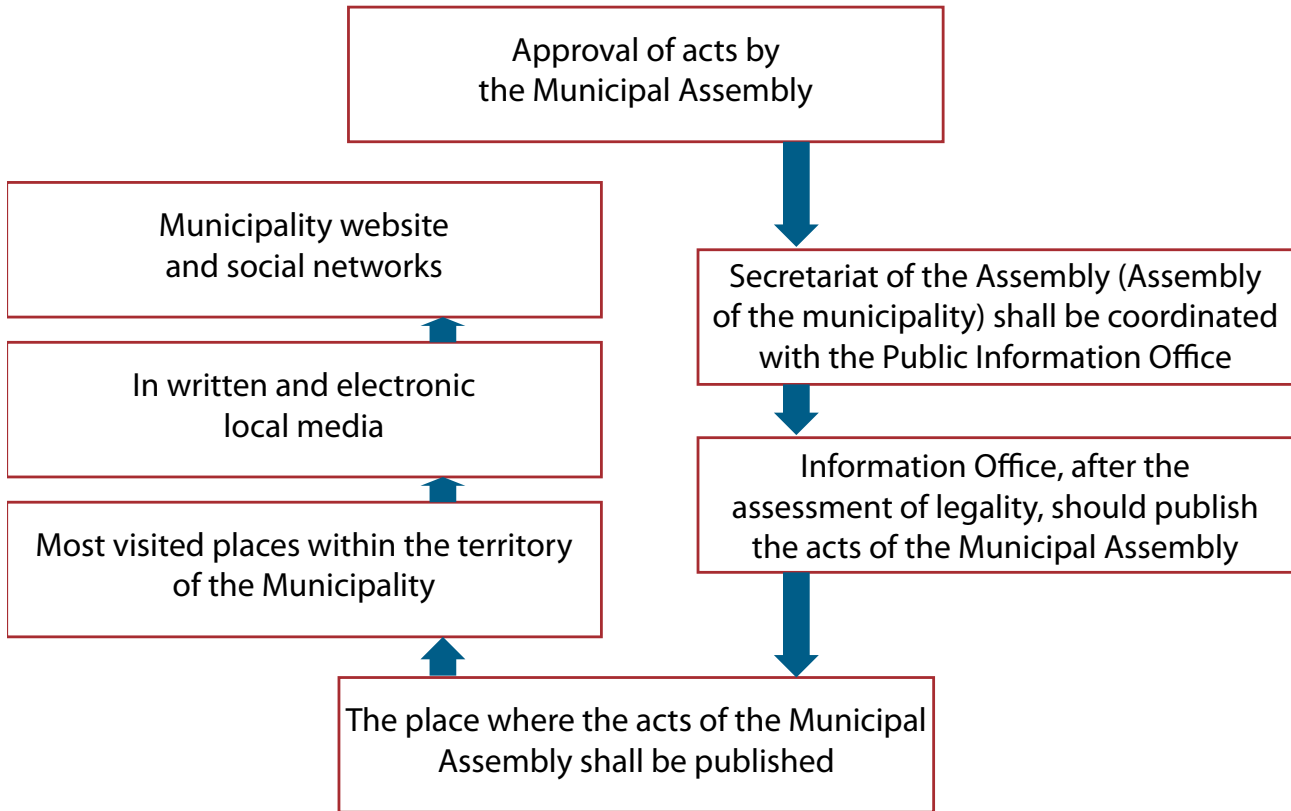 Approval of acts by
the Municipal Assembly
Secretariat of the Assembly (Assembly
of the municipality) shall be coordinated
with the Public Information Office
Information Office, after the
assessment of legality, should publish
the acts of the Municipal Assembly
The place where the acts of the Municipal
Assembly shall be published
Most visited places within the territory
of the Municipality
In written and electronic
local media
Municipality website
and social networks